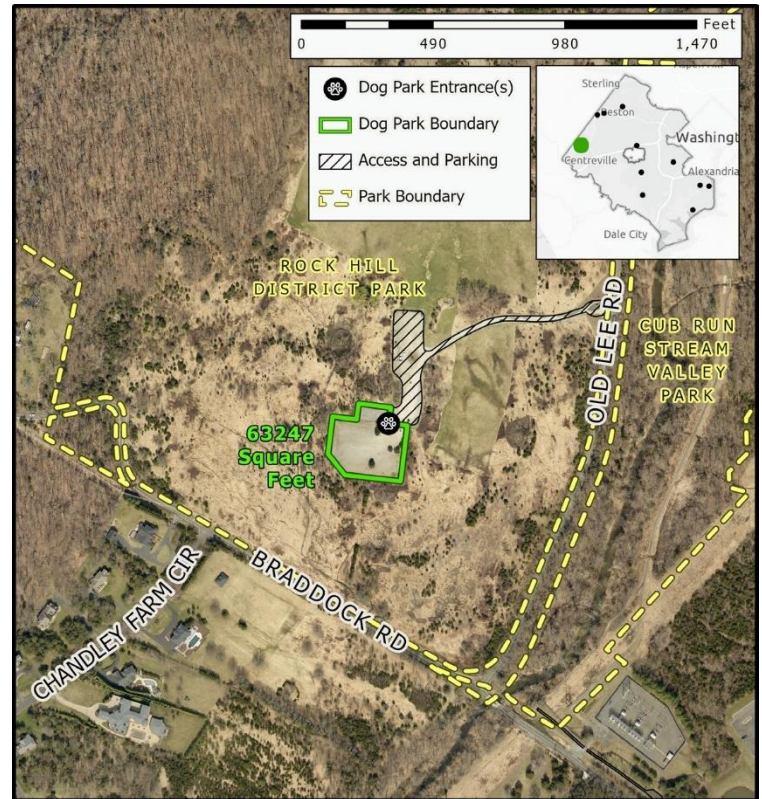 Feet
0 490 980 1,470
Dog Park Entrance(s)
Dog Park Boundary
Access and Parking
Park Boundary
Sterling
Reston
Washingt
Centreville
Alexandria
Dale City
ROCK HILL
DISTRICT PARK
OLD LEE RD
CUB RUN
STREAM
VALLEY
PARK
63247
Square
Feet
BRADDOCK RD
CHANDLEY FARM CIR